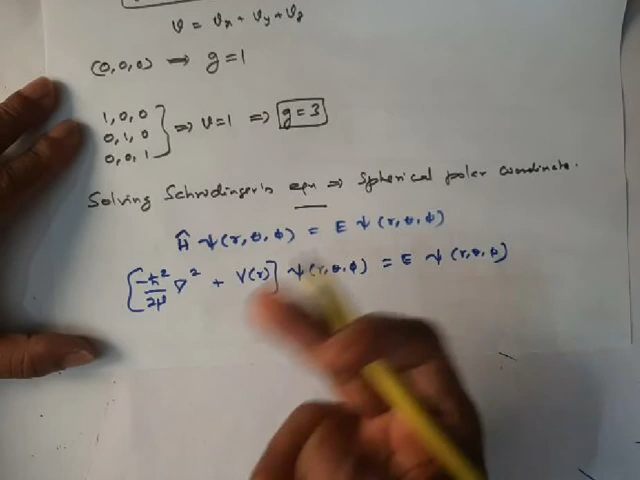 v = vx + vy + vz
(0,0,0) → g = 1
1, 0, 0
0, 1, 0
0, 0, 1
⇒ v=1 ⇒ g = 3
Solving Schrodinger's eqn ⇒ Spherical polar coordinate.
Ĥ ψ(r, θ, ϕ) = E ψ(r, θ, ϕ)
[-ħ²/2μ ∇² + V(r)] ψ(r, θ, ϕ) = E ψ(r, θ, ϕ)